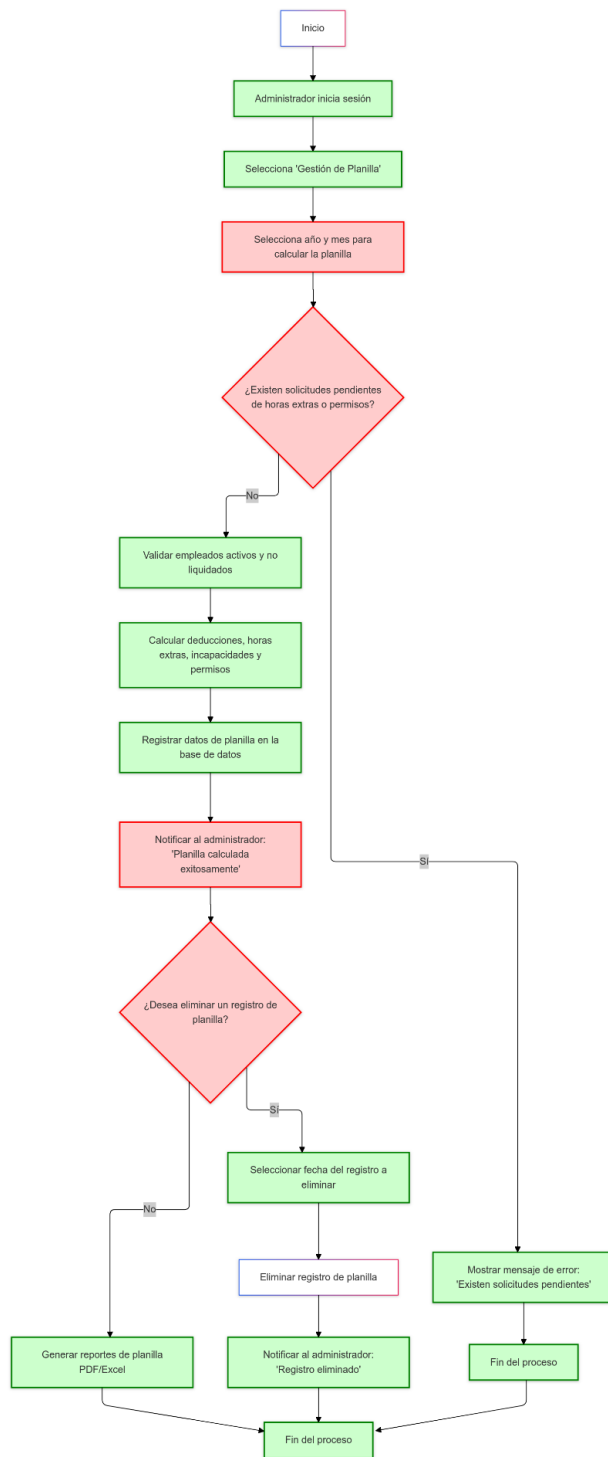 Inicio
Administrador inicia sesión
Selecciona 'Gestión de Planilla'
Selecciona año y mes para
calcular la planilla
¿Existen solicitudes pendientes
de horas extras o permisos?
No
Validar empleados activos y no
liquidados
Calcular deducciones, horas
extras, incapacidades y
permisos
Registrar datos de planilla en la
base de datos
Notificar al administrador:
'Planilla calculada
exitosamente'
Sí
¿Desea eliminar un registro de
planilla?
Sí
Seleccionar fecha del registro a
eliminar
No
Eliminar registro de planilla
Mostrar mensaje de error:
'Existen solicitudes pendientes'
Generar reportes de planilla
PDF/Excel
Notificar al administrador:
'Registro eliminado'
Fin del proceso
Fin del proceso